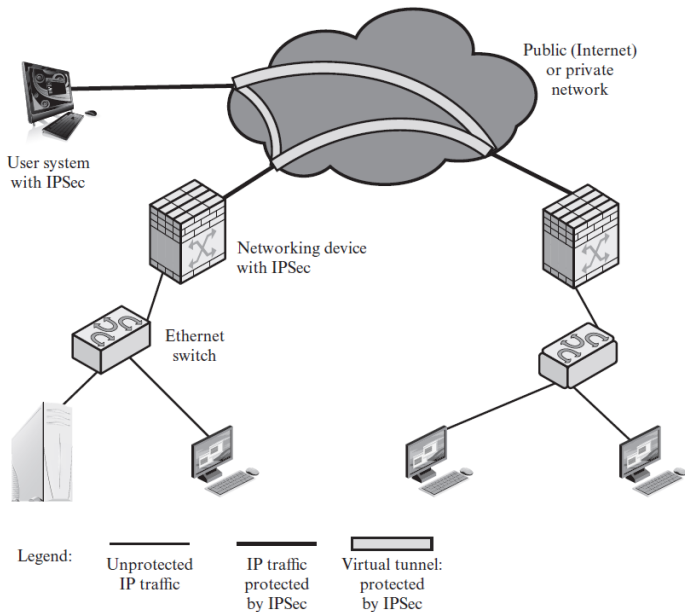 Public (Internet)
or private
network
User system
with IPSec
Networking device
with IPSec
Ethernet
switch
Legend:
Unprotected
IP traffic
IP traffic
protected
by IPSec
Virtual tunnel:
protected
by IPSec